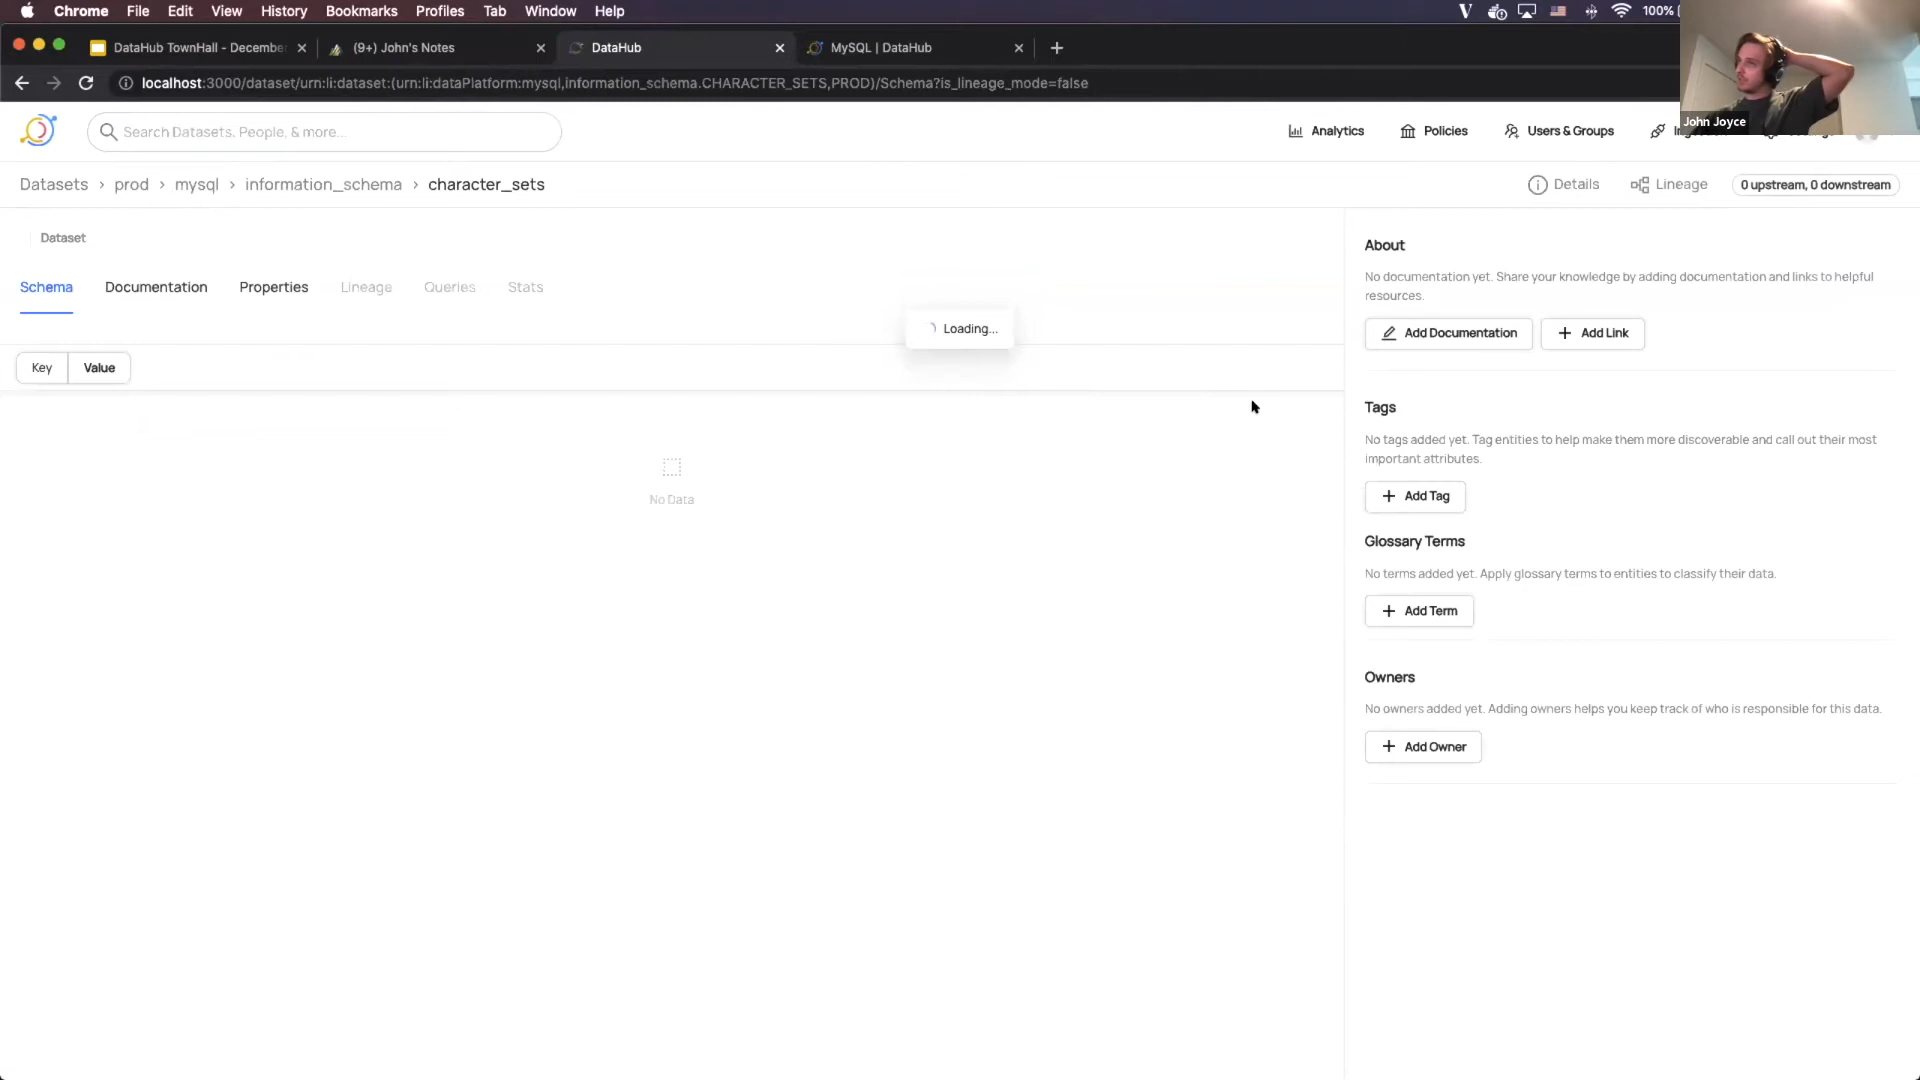 Chrome File Edit View History Bookmarks Profiles Tab Window Help
100%
DataHub TownHall - December
(9+) John's Notes
DataHub
MySQL | DataHub
localhost:3000/dataset/urn:li:dataset:(urn:li:dataPlatform:mysql,information_schema.CHARACTER_SETS,PROD)/Schema?is_lineage_mode=false
John Joyce
Search Datasets, People, & more...
Analytics
Policies
Users & Groups
Datasets > prod > mysql > information_schema > character_sets
Details
Lineage
0 upstream, 0 downstream
Dataset
Schema Documentation Properties Lineage Queries Stats
Loading...
Key Value
No Data
About
No documentation yet. Share your knowledge by adding documentation and links to helpful
resources.
Add Documentation
+ Add Link
Tags
No tags added yet. Tag entities to help make them more discoverable and call out their most
important attributes.
+ Add Tag
Glossary Terms
No terms added yet. Apply glossary terms to entities to classify their data.
+ Add Term
Owners
No owners added yet. Adding owners helps you keep track of who is responsible for this data.
+ Add Owner